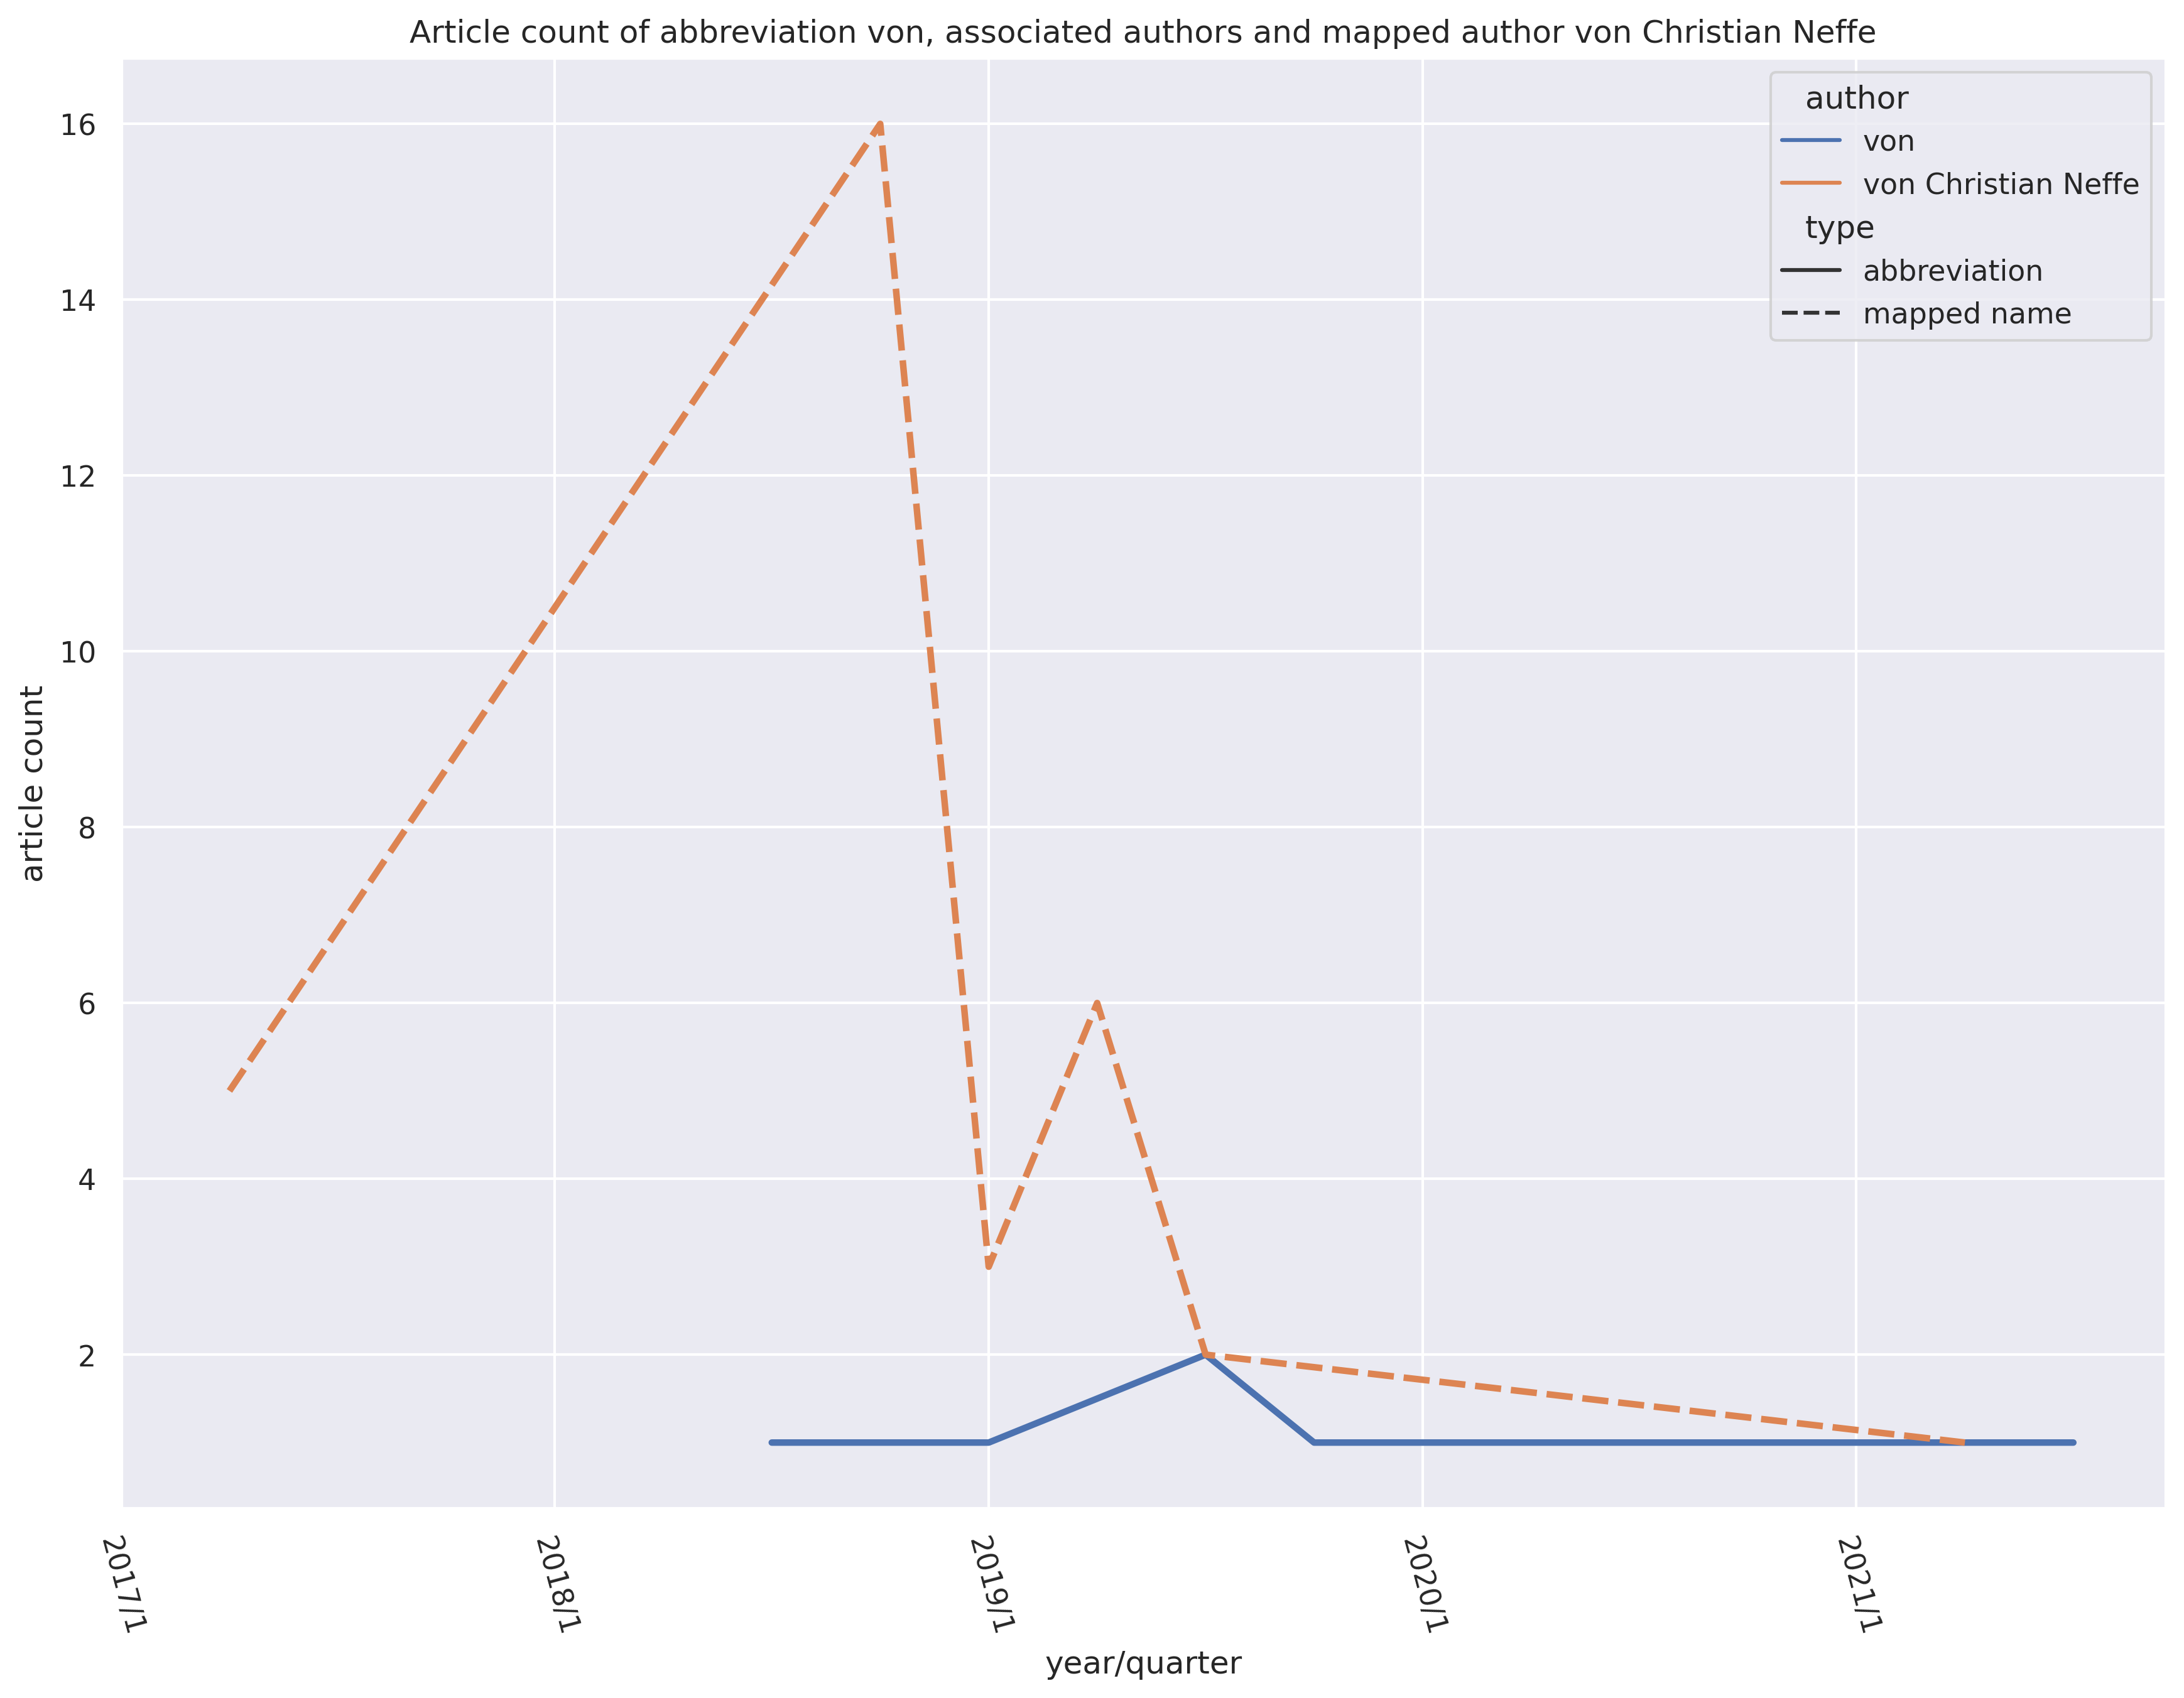 Article count of abbreviation von, associated authors and mapped author von Christian Neffe
author
von
von Christian Neffe
type
abbreviation
mapped name
article count
16
14
12
10
8
6
4
2
2017/1
2018/1
2019/1
2020/1
2021/1
year/quarter